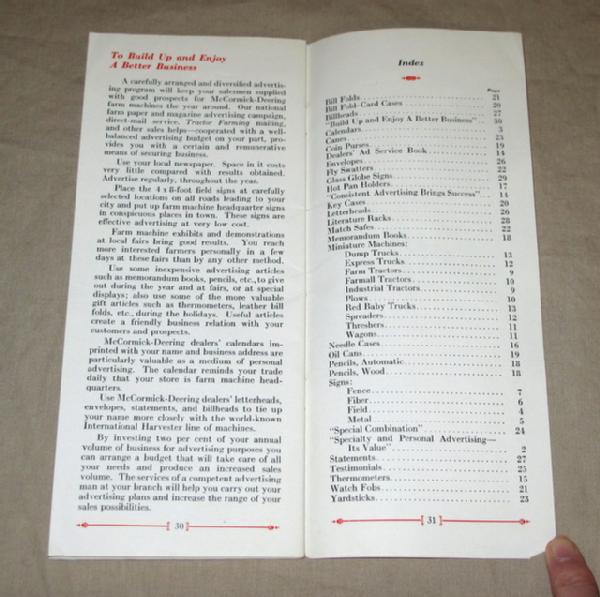 To Build Up and Enjoy
A Better Business
A carefully arranged and diversified advertis-
ing program will keep your salesmen supplied
with good prospects for McCormick-Deering
farm machines the year around. Our national
farm paper and magazine advertising campaign,
direct-mail service, Tractor Farming mailing,
and other sales helps—cooperated with a well-
balanced advertising budget on your part, pro-
vides you with a certain and remunerative
means of securing business.
Use your local newspaper. Space in it costs
very little compared with results obtained.
Advertise regularly, throughout the year.
Place the 4 x 8-foot field signs at carefully
selected locations on all roads leading to your
city and put up farm machine headquarter signs
in conspicuous places in town. These signs are
effective advertising at very low cost.
Farm machine exhibits and demonstrations
at local fairs bring good results. You reach
more interested farmers personally in a few
days at these fairs than by any other method.
Use some inexpensive advertising articles
such as memorandum books, pencils, etc., to give
out during the year and at fairs, or at special
displays; also use some of the more valuable
gift articles such as thermometers, leather bill
folds, etc., during the holidays. Useful articles
create a friendly business relation with your
customers and prospects.
McCormick-Deering dealers' calendars im-
printed with your name and business address are
particularly valuable as a medium of personal
advertising. The calendar reminds your trade
daily that your store is farm machine head-
quarters.
Use McCormick-Deering dealers' letterheads,
envelopes, statements, and billheads to tie up
your name more closely with the world-known
International Harvester line of machines.
By investing two per cent of your annual
volume of business for advertising purposes you
can arrange a budget that will take care of all
your needs and produce an increased sales
volume. The services of a competent advertising
man at your branch will help you carry out your
advertising plans and increase the range of your
sales possibilities.
[ 30 ]
Index
Page
Bill Folds 21
Bill Fold-Card Cases 20
Billheads 27
"Build Up and Enjoy A Better Business" 30
Calendars 3
Canes 23
Coin Purses 19
Dealers' Ad Service Book 14
Envelopes 26
Fly Swatters 22
Glass Globe Signs 29
Hot Pan Holders 17
"Consistent Advertising Brings Success" 14
Key Cases 20
Letterheads 26
Literature Racks 28
Match Safes 22
Memorandum Books 18
Miniature Machines:
Dump Trucks 13
Express Trucks 12
Farm Tractors 9
Farmall Tractors 10
Industrial Tractors 9
Plows 10
Red Baby Trucks 13
Spreaders 12
Threshers 11
Wagons 11
Needle Cases 16
Oil Cans 19
Pencils, Automatic 18
Pencils, Wood 18
Signs:
Fence 7
Fiber 6
Field 4
Metal 5
"Special Combination" 24
"Specialty and Personal Advertising—
Its Value" 2
Statements 27
Testimonials 25
Thermometers 15
Watch Fobs 21
Yardsticks 23
[ 31 ]